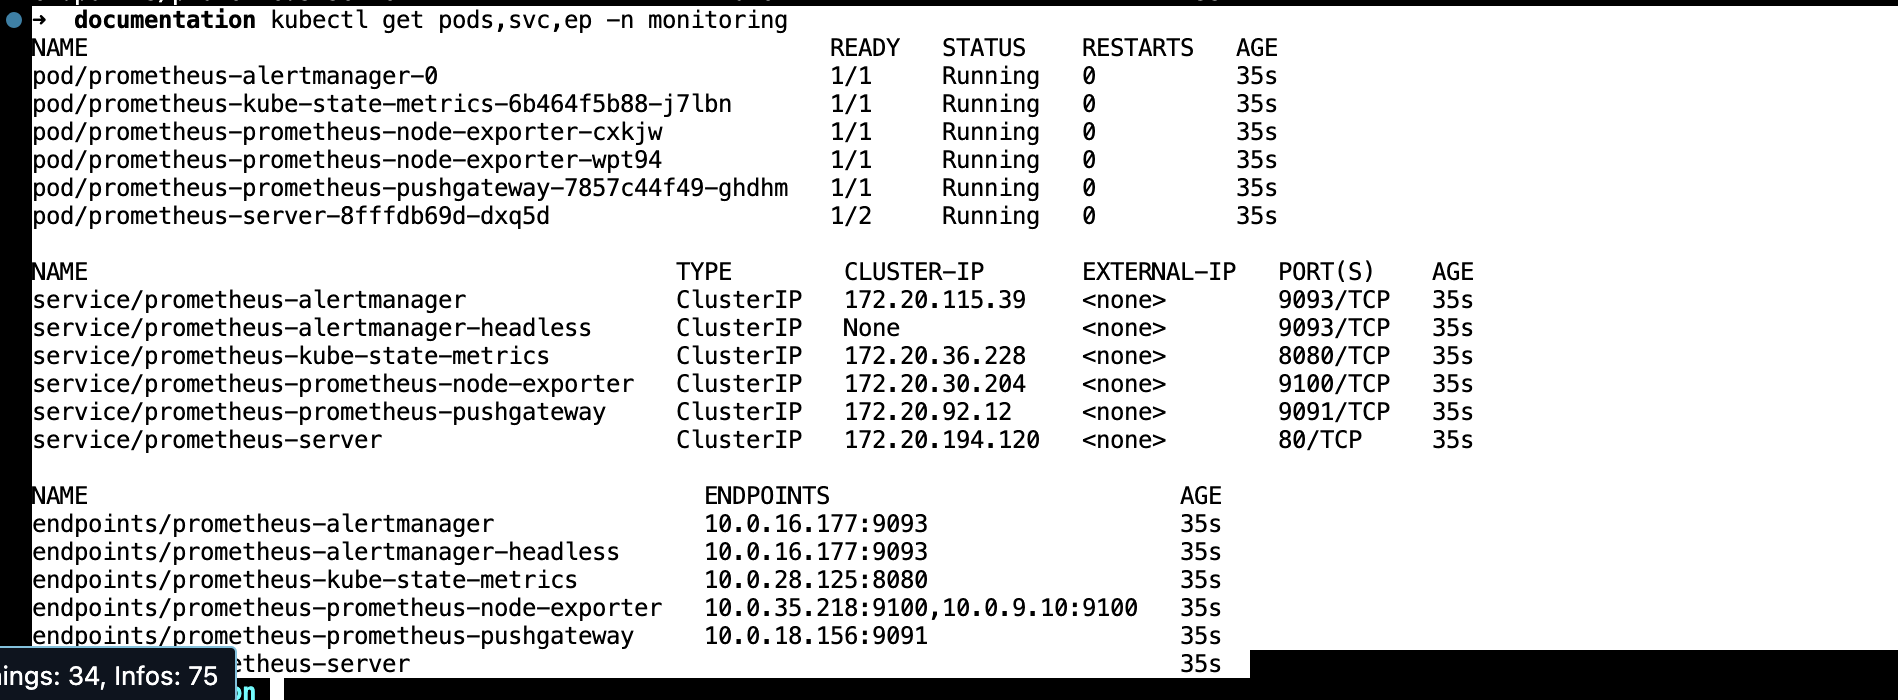 ➜ documentation kubectl get pods,svc,ep -n monitoring
NAME READY STATUS RESTARTS AGE
pod/prometheus-alertmanager-0 1/1 Running 0 35s
pod/prometheus-kube-state-metrics-6b464f5b88-j7lbn 1/1 Running 0 35s
pod/prometheus-prometheus-node-exporter-cxkjw 1/1 Running 0 35s
pod/prometheus-prometheus-node-exporter-wpt94 1/1 Running 0 35s
pod/prometheus-prometheus-pushgateway-7857c44f49-ghdhm 1/1 Running 0 35s
pod/prometheus-server-8fffdb69d-dxq5d 1/2 Running 0 35s
NAME TYPE CLUSTER-IP EXTERNAL-IP PORT(S) AGE
service/prometheus-alertmanager ClusterIP 172.20.115.39 <none> 9093/TCP 35s
service/prometheus-alertmanager-headless ClusterIP None <none> 9093/TCP 35s
service/prometheus-kube-state-metrics ClusterIP 172.20.36.228 <none> 8080/TCP 35s
service/prometheus-prometheus-node-exporter ClusterIP 172.20.30.204 <none> 9100/TCP 35s
service/prometheus-prometheus-pushgateway ClusterIP 172.20.92.12 <none> 9091/TCP 35s
service/prometheus-server ClusterIP 172.20.194.120 <none> 80/TCP 35s
NAME ENDPOINTS AGE
endpoints/prometheus-alertmanager 10.0.16.177:9093 35s
endpoints/prometheus-alertmanager-headless 10.0.16.177:9093 35s
endpoints/prometheus-kube-state-metrics 10.0.28.125:8080 35s
endpoints/prometheus-prometheus-node-exporter 10.0.35.218:9100,10.0.9.10:9100 35s
endpoints/prometheus-prometheus-pushgateway 10.0.18.156:9091 35s
etheus-server 35s
ings: 34, Infos: 75
on